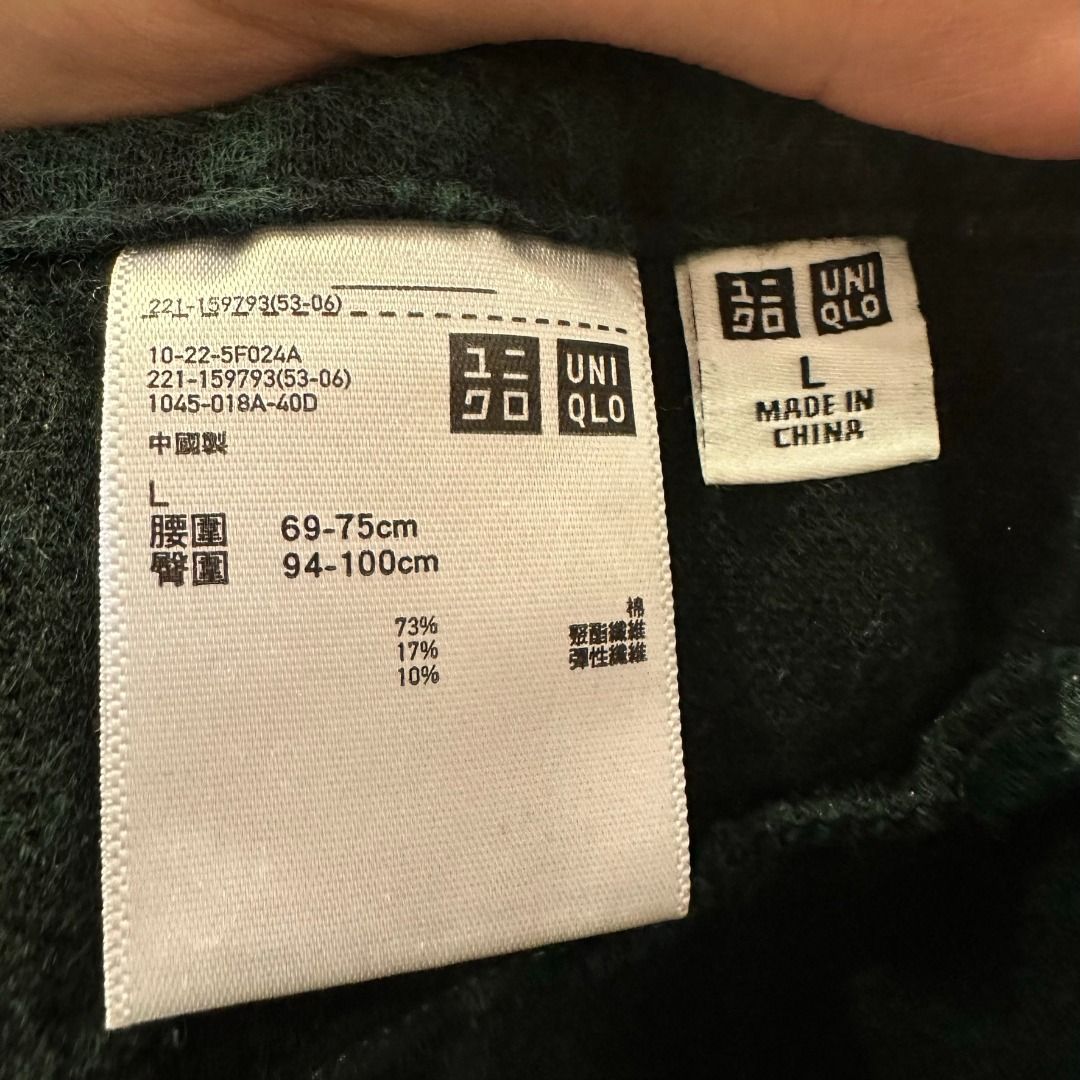 221-159793(53-06)
10-22-5F024A
221-159793(53-06)
1045-018A-40D
中國製
ユニ
クロ
UNI
QLO
L
腰圍 69-75cm
臀圍 94-100cm
73% 棉
17% 聚酯纖維
10% 彈性纖維
ユニ
クロ
UNI
QLO
L
MADE IN
CHINA